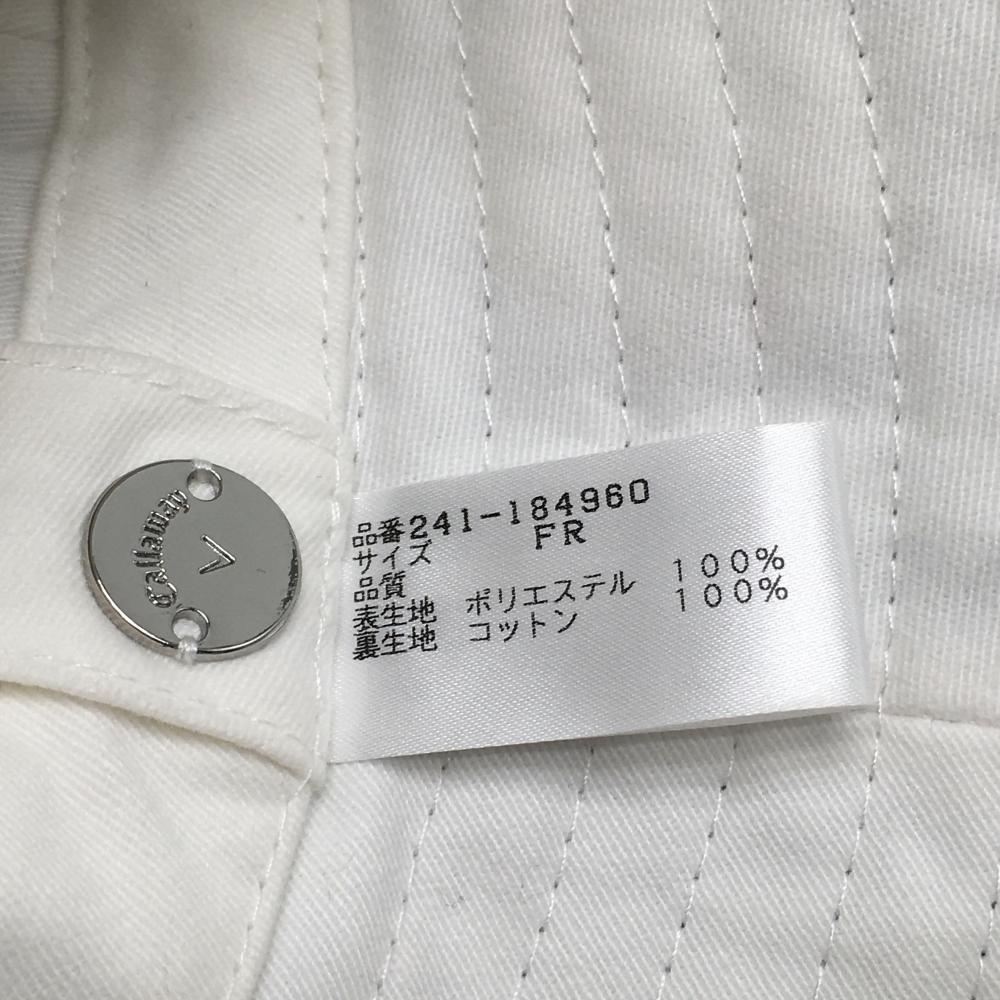 Callaway
品番241-184960
サイズ FR
品質
表生地 ポリエステル 100%
裏生地 コットン 100%